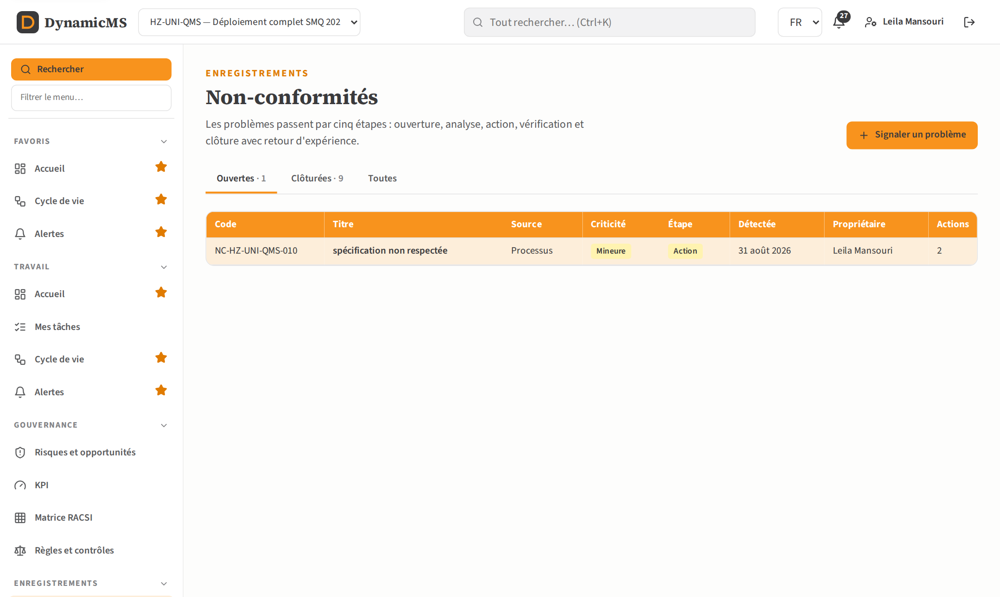 DynamicMS
HZ-UNI-QMS — Déploiement complet SMQ 202
Tout rechercher… (Ctrl+K)
FR
27
Leila Mansouri
Rechercher
Filtrer le menu…
FAVORIS
Accueil
Cycle de vie
Alertes
TRAVAIL
Accueil
Mes tâches
Cycle de vie
Alertes
GOUVERNANCE
Risques et opportunités
KPI
Matrice RACSI
Règles et contrôles
ENREGISTREMENTS
ENREGISTREMENTS
Non-conformités
Les problèmes passent par cinq étapes : ouverture, analyse, action, vérification et
clôture avec retour d'expérience.
Signaler un problème
Ouvertes · 1 Clôturées · 9 Toutes
Code Titre Source Criticité Étape Détectée Propriétaire Actions
NC-HZ-UNI-QMS-010 spécification non respectée Processus Mineure Action 31 août 2026 Leila Mansouri 2